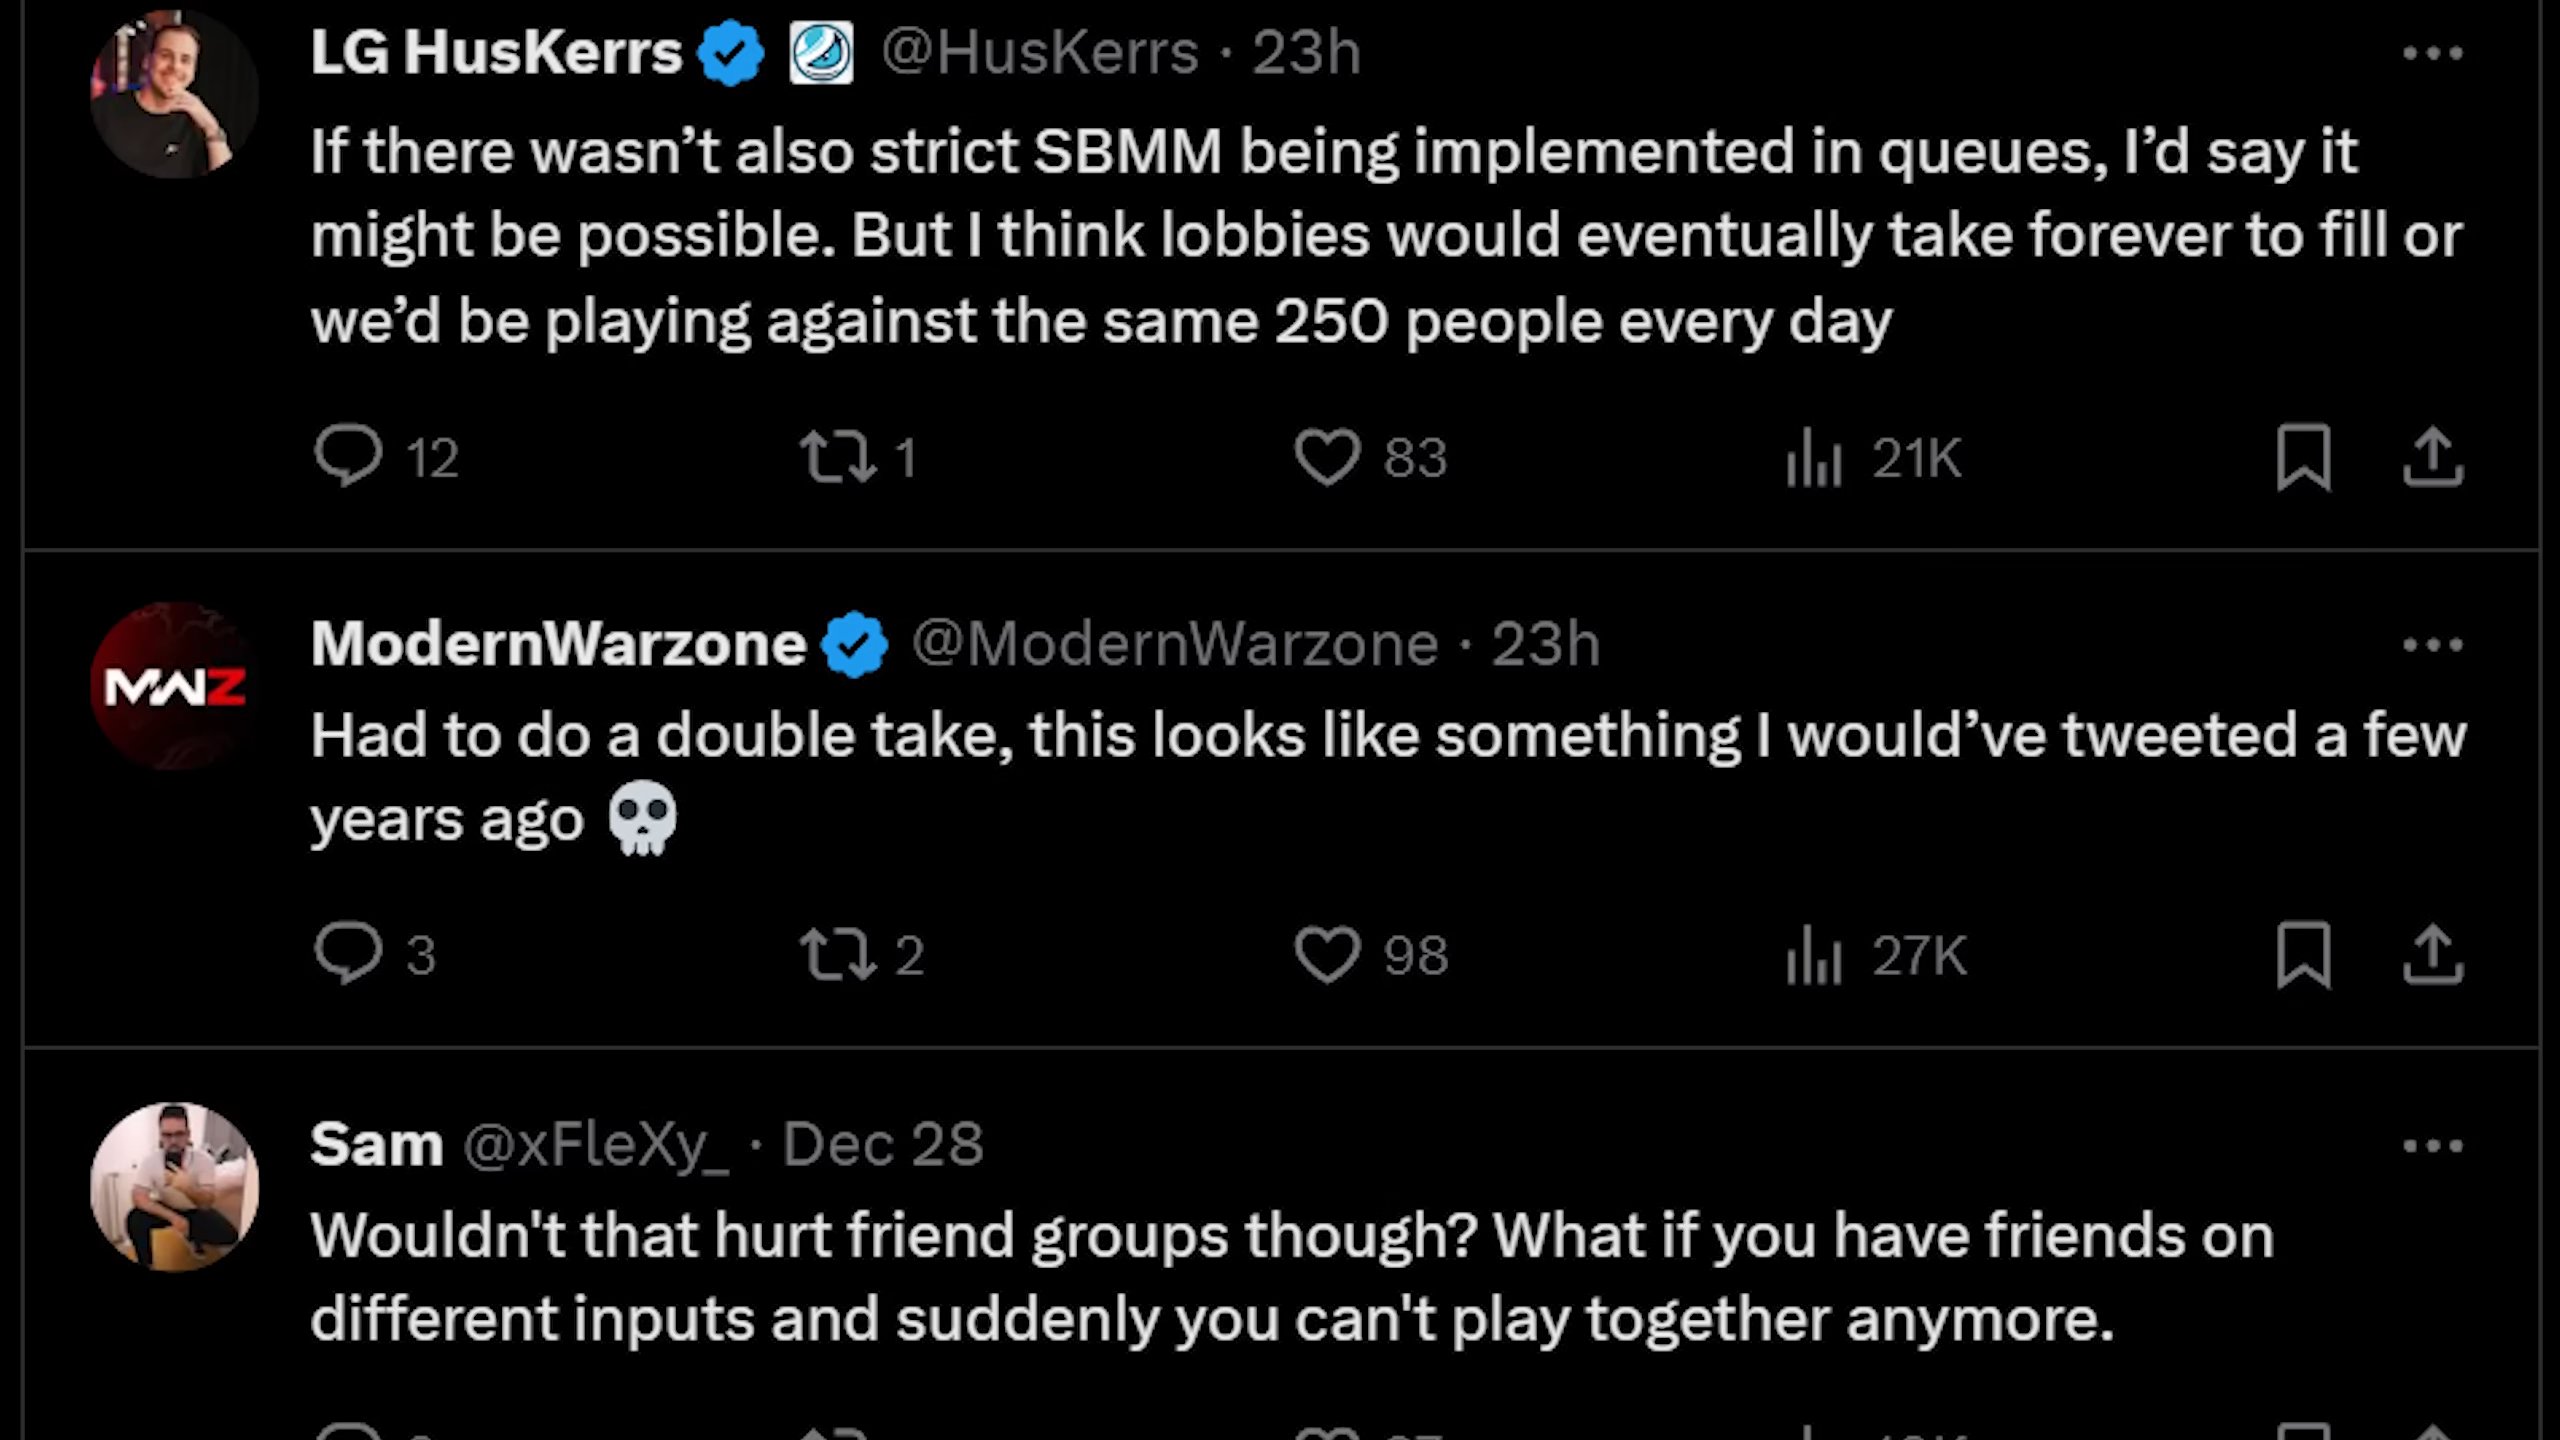 LG HusKerrs @HusKerrs · 23h
If there wasn’t also strict SBMM being implemented in queues, I’d say it
might be possible. But I think lobbies would eventually take forever to fill or
we’d be playing against the same 250 people every day
12 1 83 21K
ModernWarzone @ModernWarzone · 23h
MWZ
Had to do a double take, this looks like something I would’ve tweeted a few
years ago 💀
3 2 98 27K
Sam @xFleXy_ · Dec 28
Wouldn't that hurt friend groups though? What if you have friends on
different inputs and suddenly you can't play together anymore.